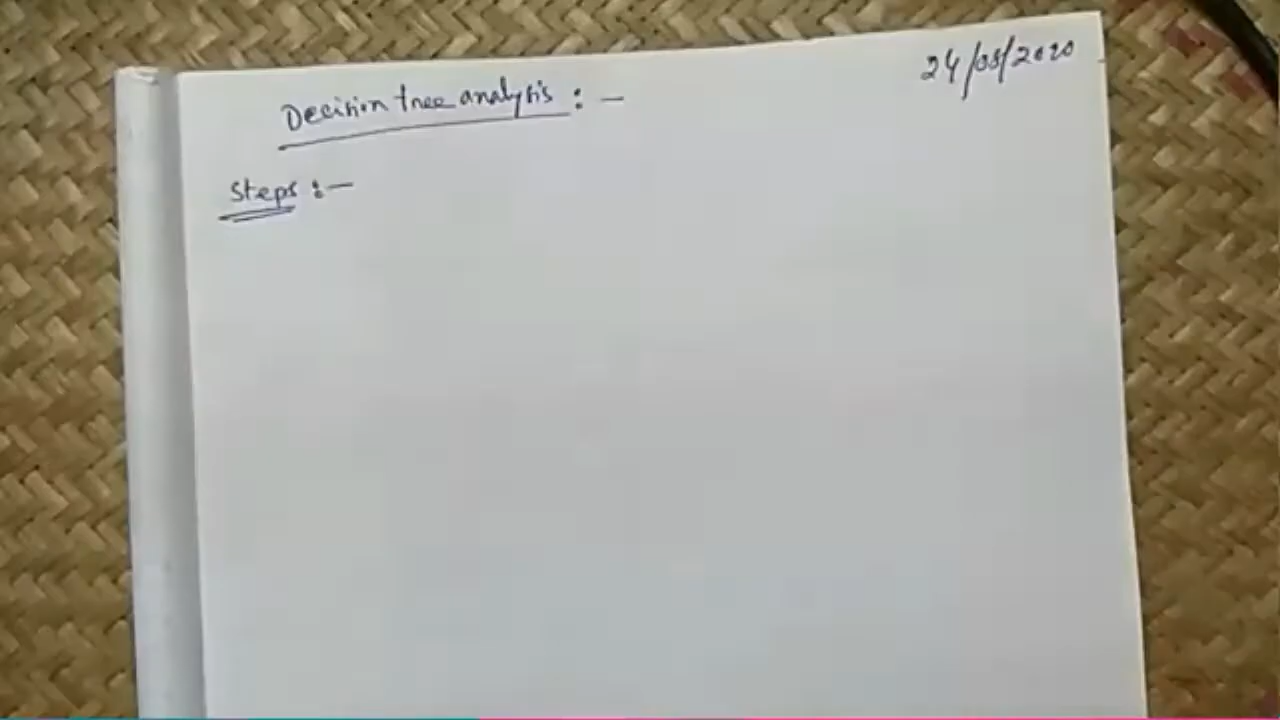 24/08/2020
Decision tree analysis : -
Steps : -